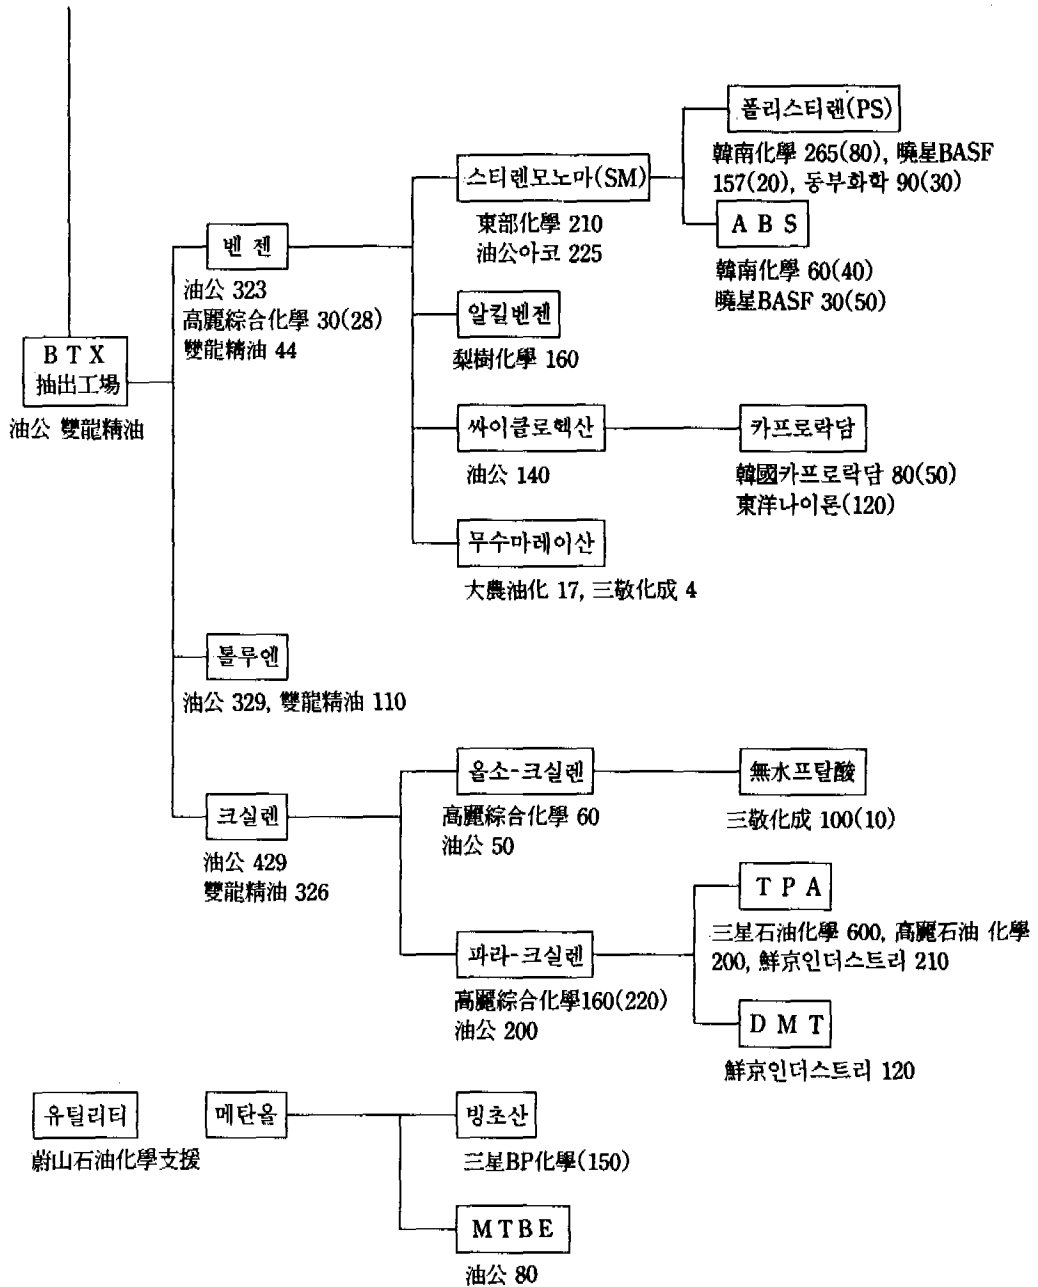 폴리스티렌(PS)
韓南化學 265(80), 曉星BASF
157(20), 동부화학 90(30)
스티렌모노마(SM)
東部化學 210
油公아코 225
A B S
韓南化學 60(40)
曉星BASF 30(50)
벤 젠
油公 323
高麗綜合化學 30(28)
雙龍精油 44
알킬벤젠
梨樹化學 160
B T X
抽出工場
油公 雙龍精油
싸이클로헥산
油公 140
카프로락담
韓國카프로락담 80(50)
東洋나이론(120)
무수마레이산
大農油化 17, 三敬化成 4
톨루엔
油公 329, 雙龍精油 110
크실렌
油公 429
雙龍精油 326
올소-크실렌
高麗綜合化學 60
油公 50
無水프탈酸
三敬化成 100(10)
파라-크실렌
高麗綜合化學160(220)
油公 200
T P A
三星石油化學 600, 高麗石油 化學
200, 鮮京인더스트리 210
D M T
鮮京인더스트리 120
유틸리티
蔚山石油化學支援
메탄올
빙초산
三星BP化學(150)
MTBE
油公 80